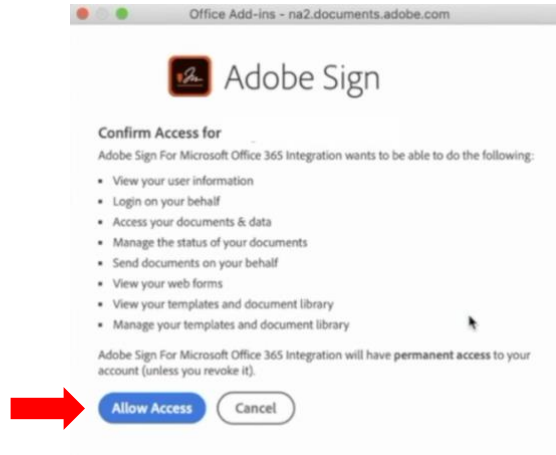 Office Add-ins - na2.documents.adobe.com
Adobe Sign
Confirm Access for
Adobe Sign For Microsoft Office 365 Integration wants to be able to do the following:
• View your user information
• Login on your behalf
• Access your documents & data
• Manage the status of your documents
• Send documents on your behalf
• View your web forms
• View your templates and document library
• Manage your templates and document library
Adobe Sign For Microsoft Office 365 Integration will have permanent access to your
account (unless you revoke it).
Allow Access Cancel